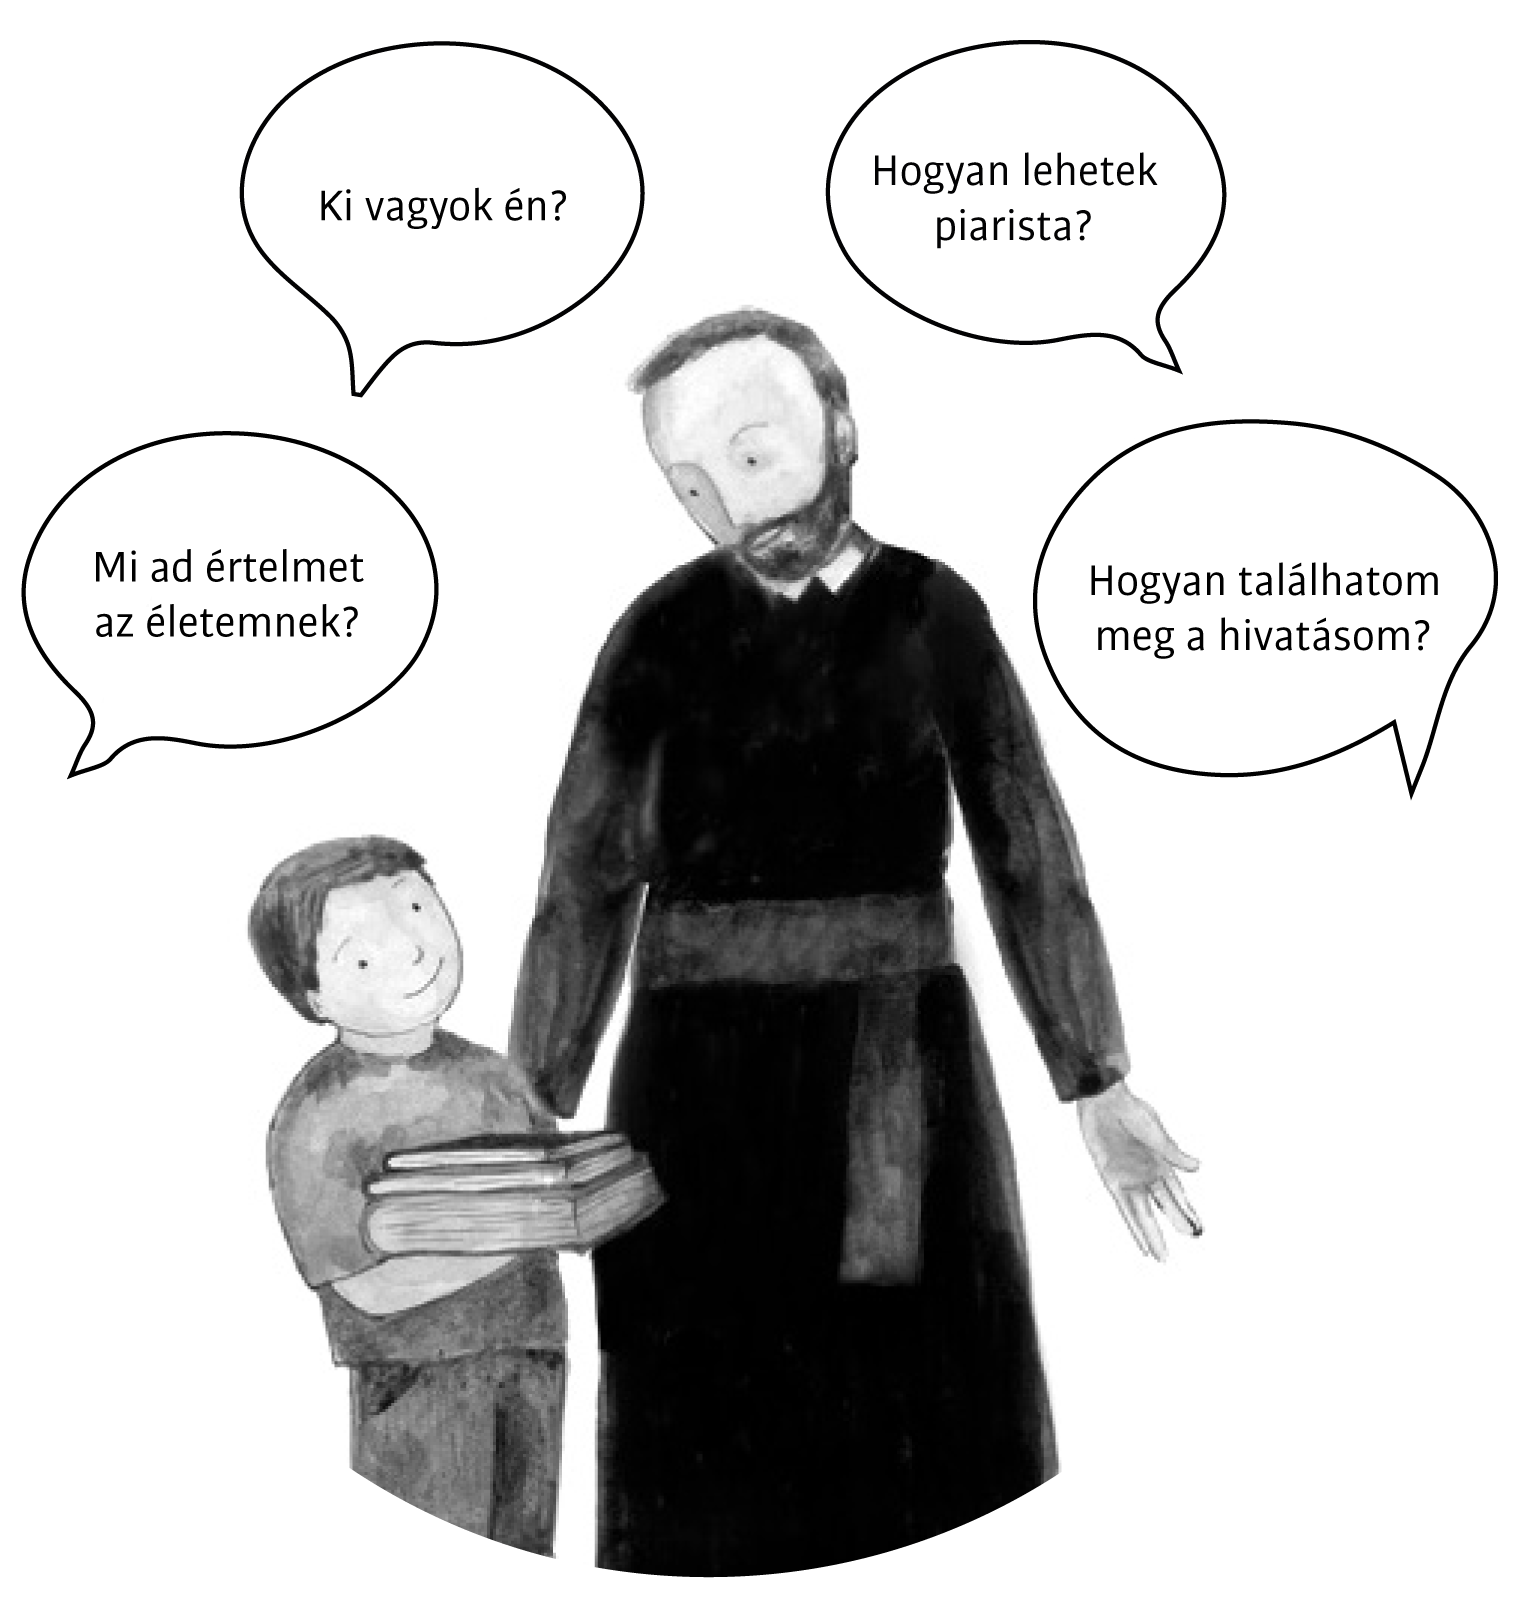 Ki vagyok én?
Hogyan lehetek
piarista?
Mi ad értelmet
az életemnek?
Hogyan találhatom
meg a hivatásom?